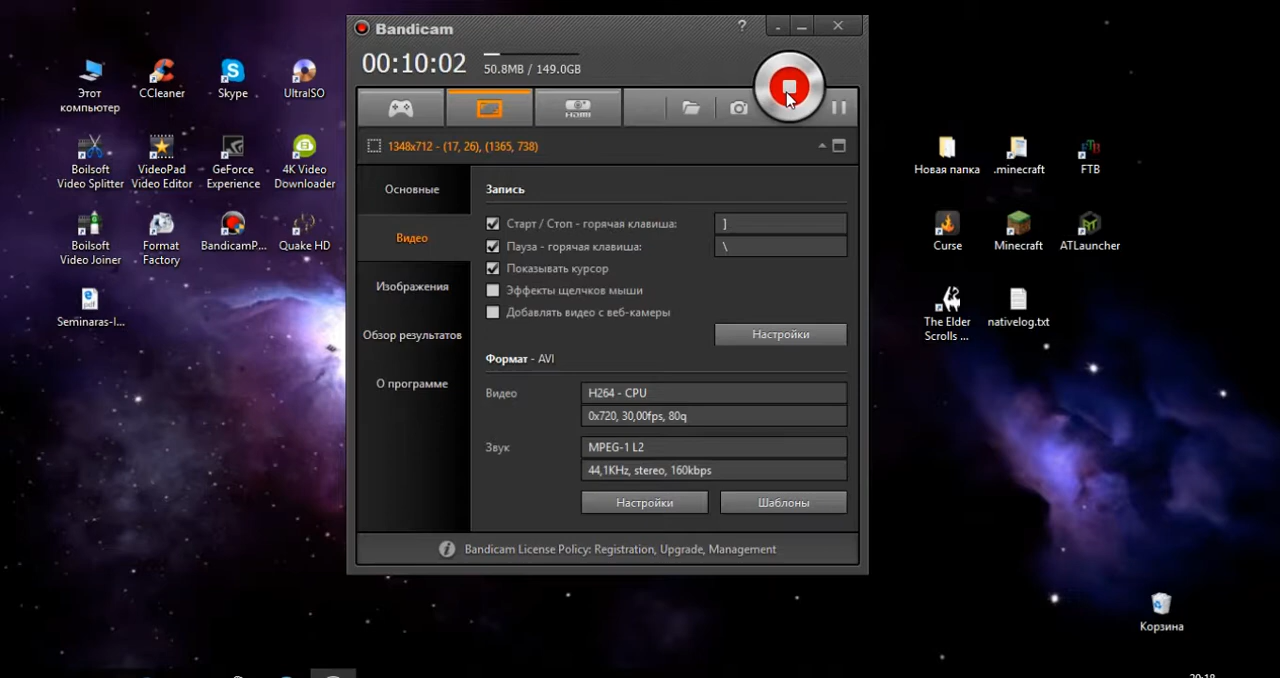 Bandicam
?
00:10:02
50.8MB / 149.0GB
HDMI
1348x712 - (17, 26), (1365, 738)
Основные
Видео
Изображения
Обзор результатов
О программе
Запись
Старт / Стоп - горячая клавиша:
]
Пауза - горячая клавиша:
\
Показывать курсор
Эффекты щелчков мыши
Добавлять видео с веб-камеры
Настройки
Формат - AVI
Видео
H264 - CPU
0x720, 30,00fps, 80q
Звук
MPEG-1 L2
44,1KHz, stereo, 160kbps
Настройки
Шаблоны
Bandicam License Policy: Registration, Upgrade, Management
Этот
компьютер
CCleaner
Skype
UltraISO
Boilsoft
Video Splitter
VideoPad
Video Editor
GeForce
Experience
4K Video
Downloader
Boilsoft
Video Joiner
Format
Factory
BandicamP...
Quake HD
pdf
Seminaras-I...
Новая папка
.minecraft
FTB
FTB
Curse
Minecraft
ATLauncher
The Elder
Scrolls ...
nativelog.txt
Корзина
20:18